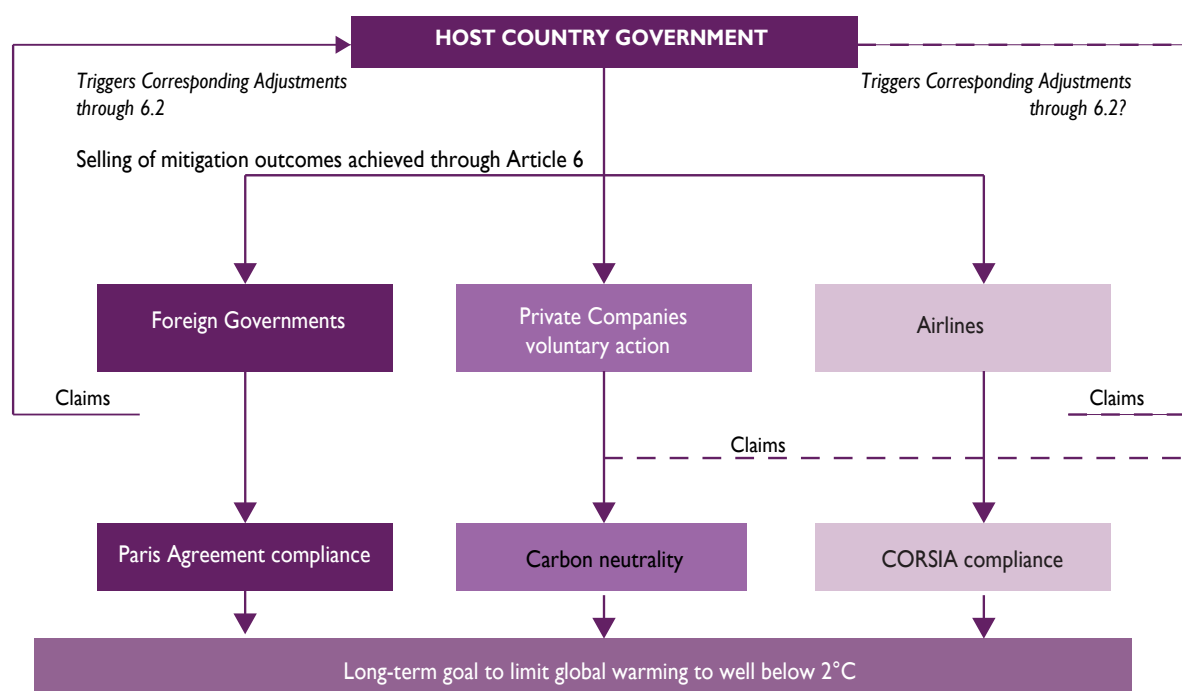 HOST COUNTRY GOVERNMENT
Triggers Corresponding Adjustments
through 6.2
Triggers Corresponding Adjustments
through 6.2?
Selling of mitigation outcomes achieved through Article 6
Foreign Governments
Private Companies
voluntary action
Airlines
Claims
Claims
Claims
Paris Agreement compliance
Carbon neutrality
CORSIA compliance
Long-term goal to limit global warming to well below 2°C